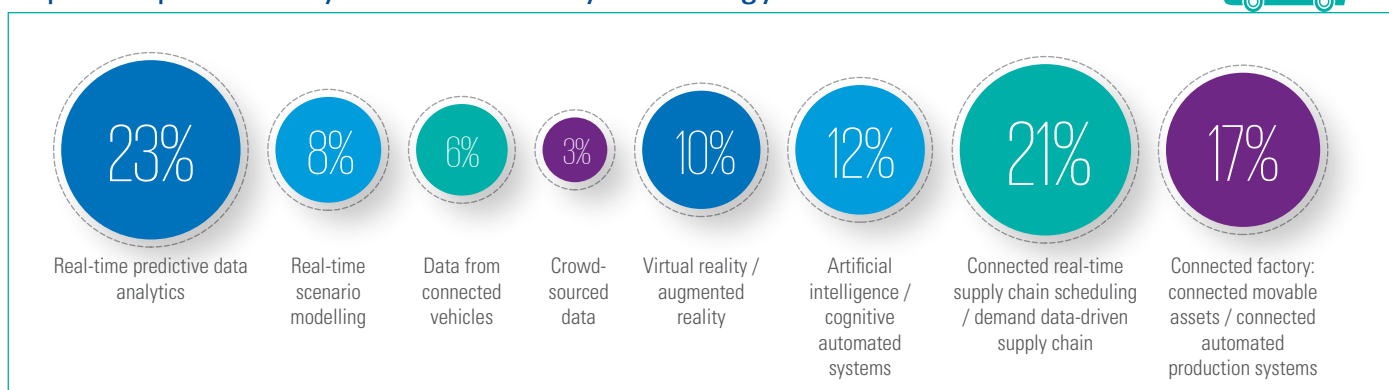 23%
8%
6%
3%
10%
12%
21%
17%
Real-time predictive data
analytics
Real-time
scenario
modelling
Data from
connected
vehicles
Crowd-
sourced
data
Virtual reality /
augmented
reality
Artificial
intelligence /
cognitive
automated
systems
Connected real-time
supply chain scheduling
/ demand data-driven
supply chain
Connected factory:
connected movable
assets / connected
automated
production systems